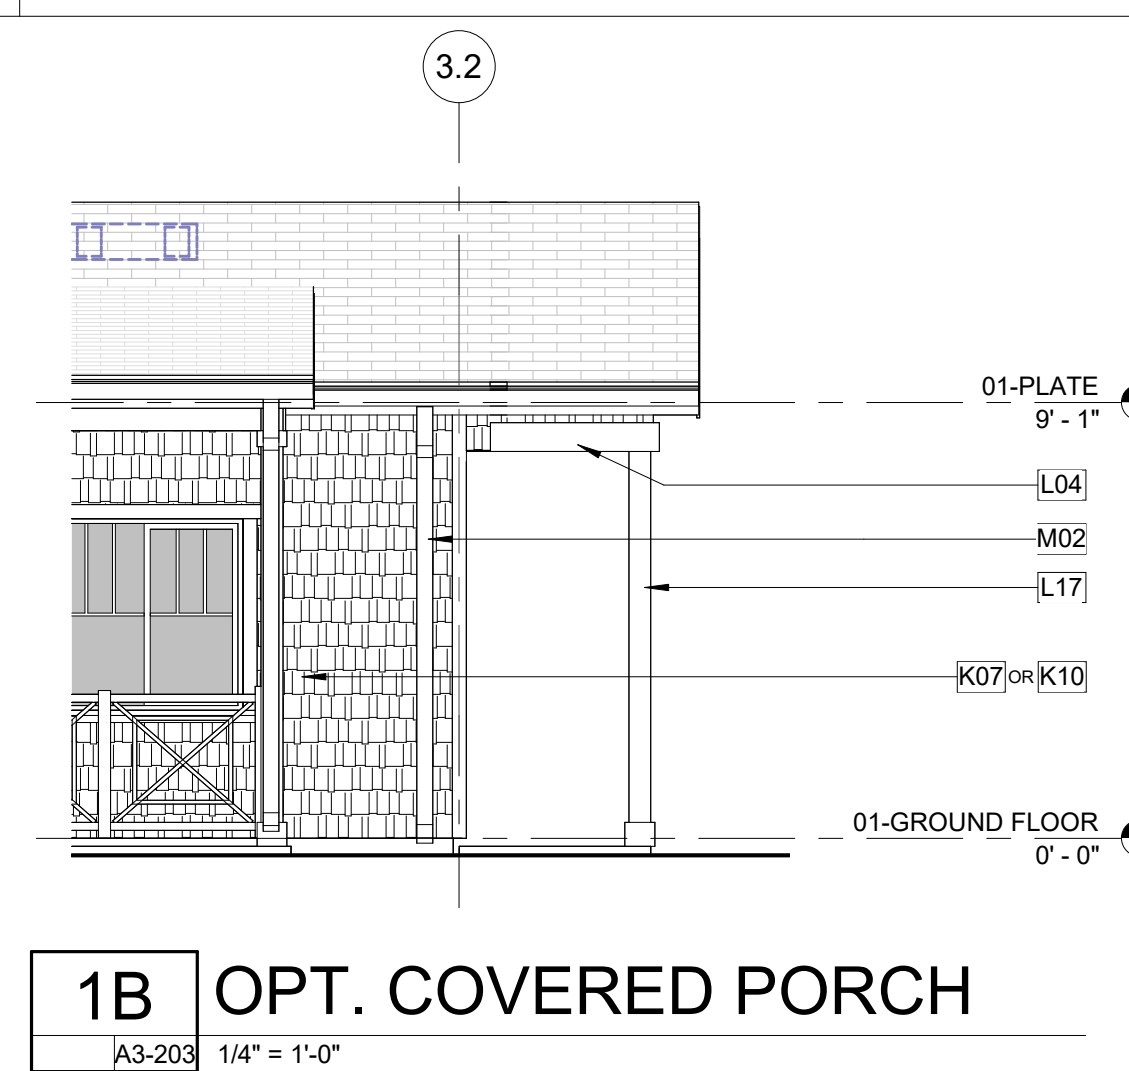 3.2
01-PLATE
9' - 1"
L04
M02
L17
K07 OR K10
01-GROUND FLOOR
0' - 0"
1B OPT. COVERED PORCH
A3-203 1/4" = 1'-0"